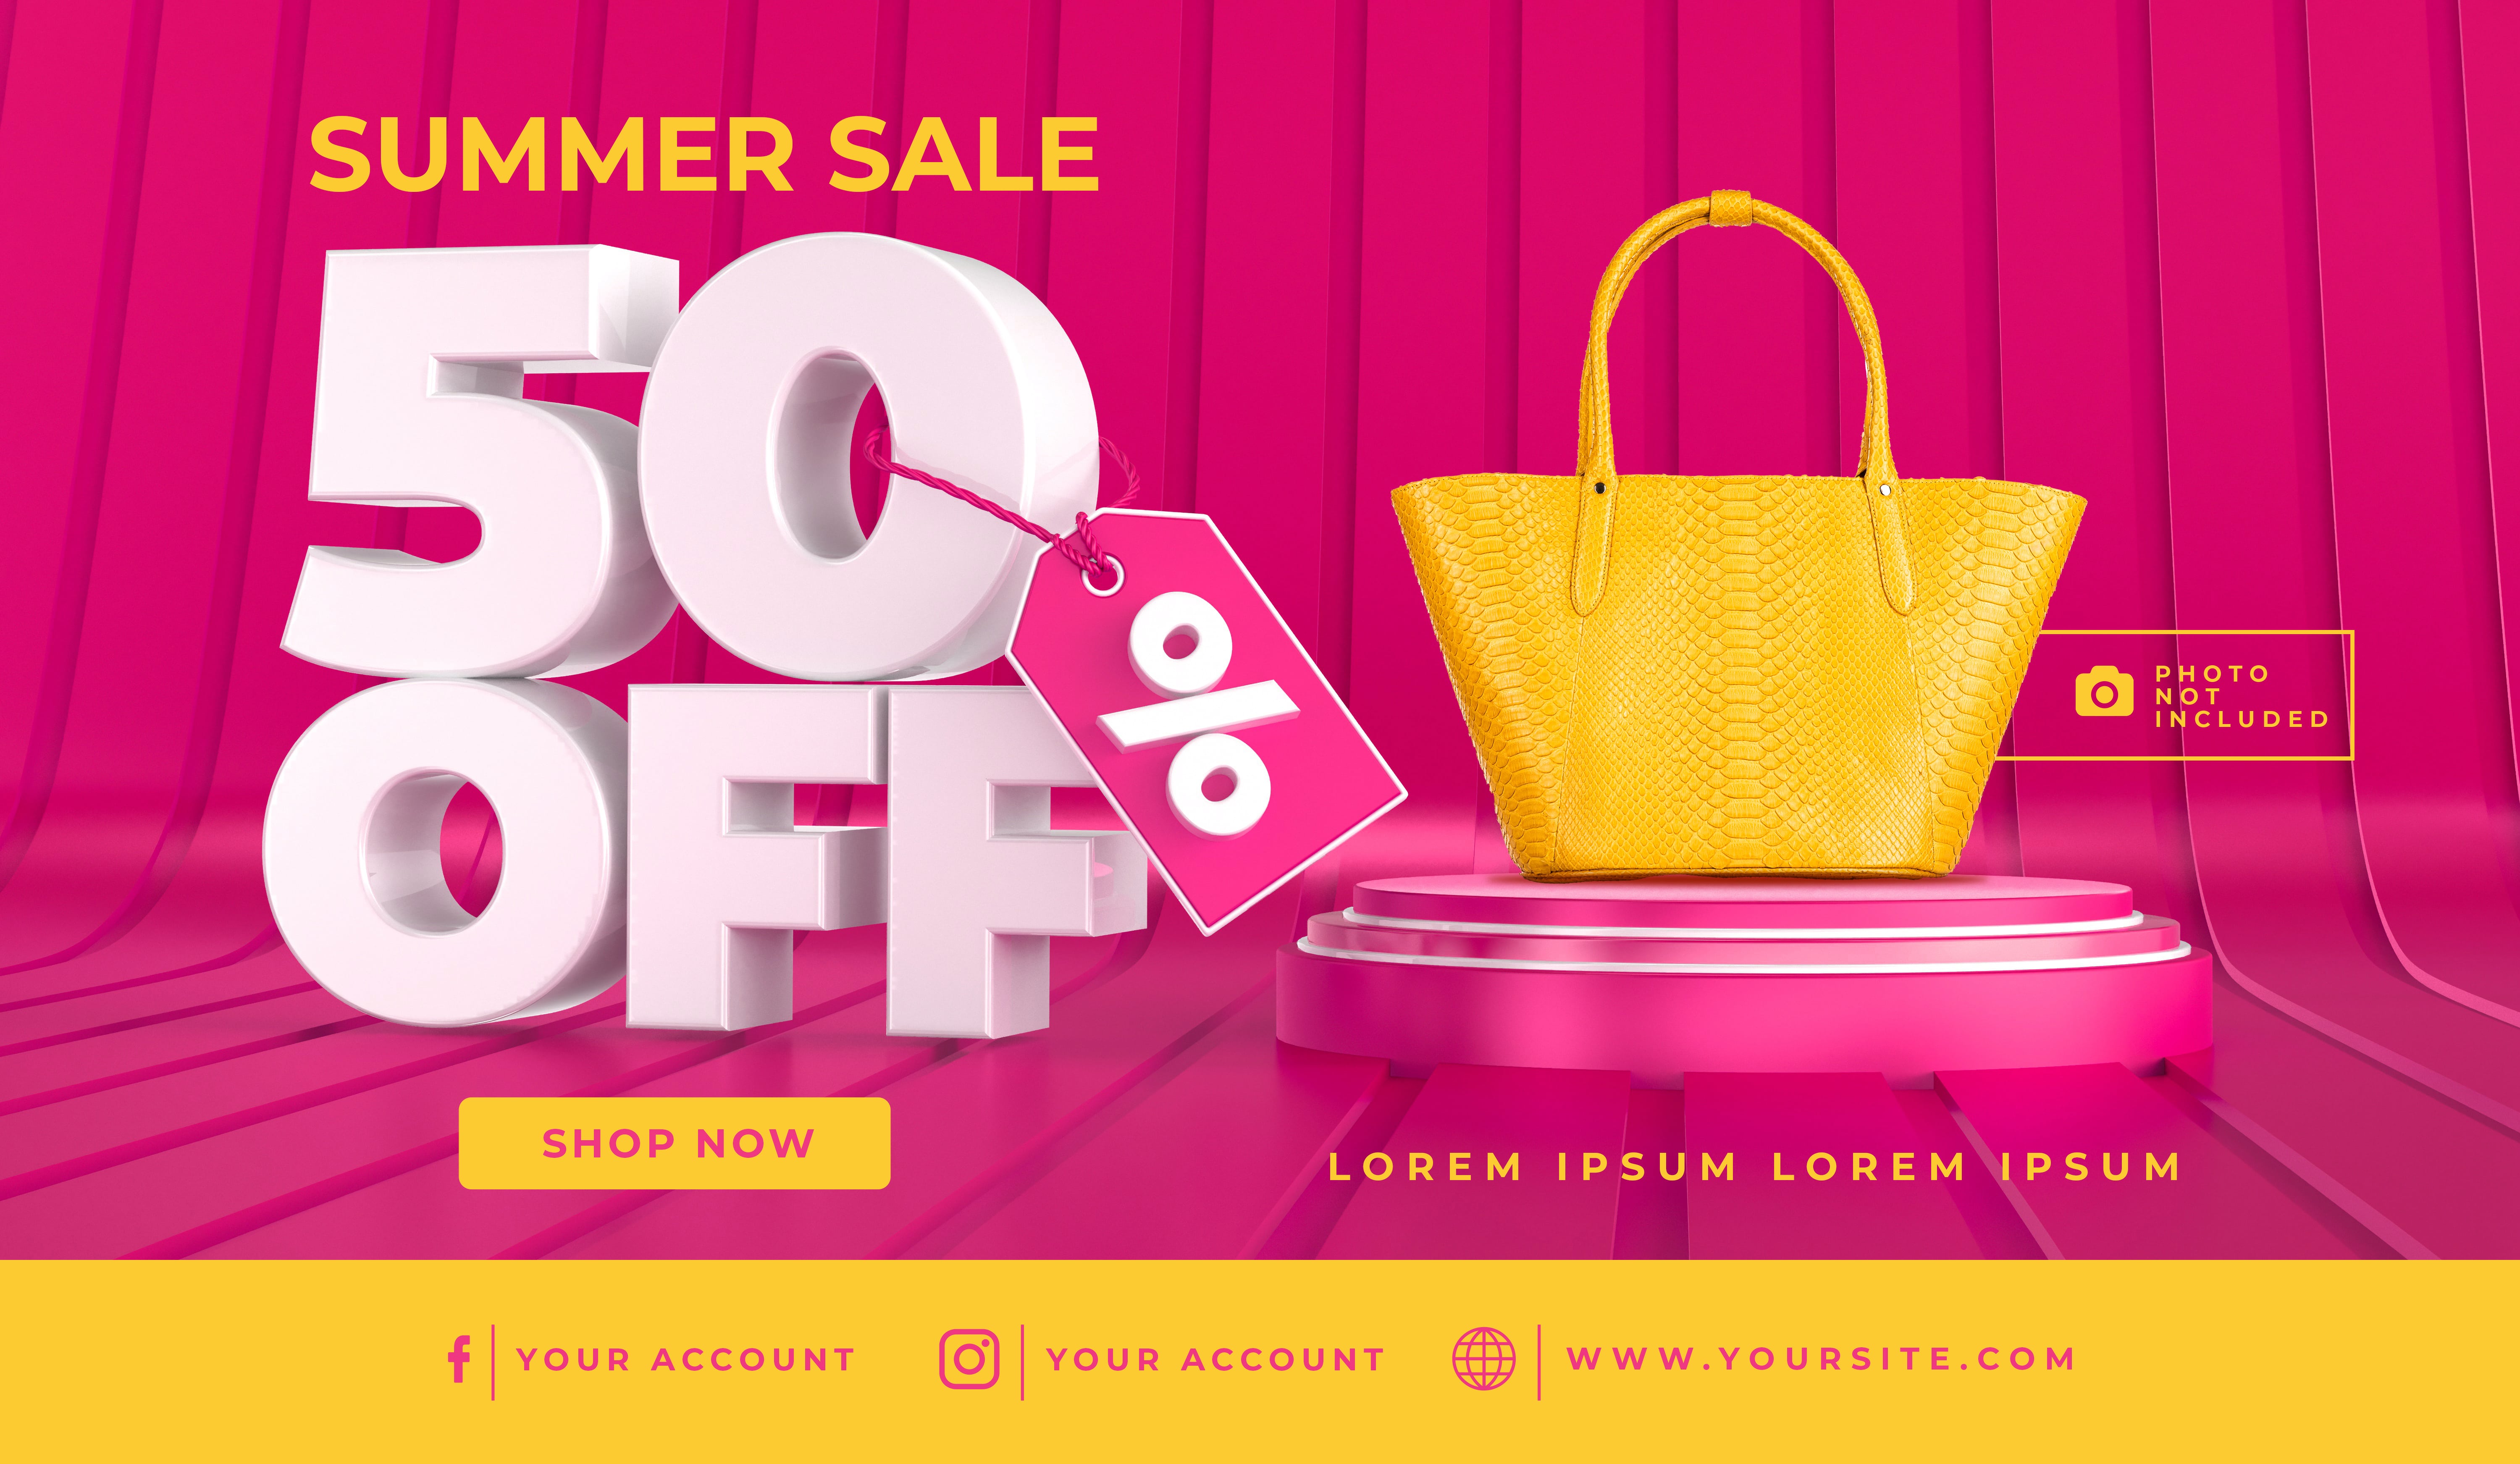 SUMMER SALE
50
OFF
%
PHOTO
NOT
INCLUDED
SHOP NOW
LOREM IPSUM LOREM IPSUM
YOUR ACCOUNT
YOUR ACCOUNT
WWW.YOURSITE.COM